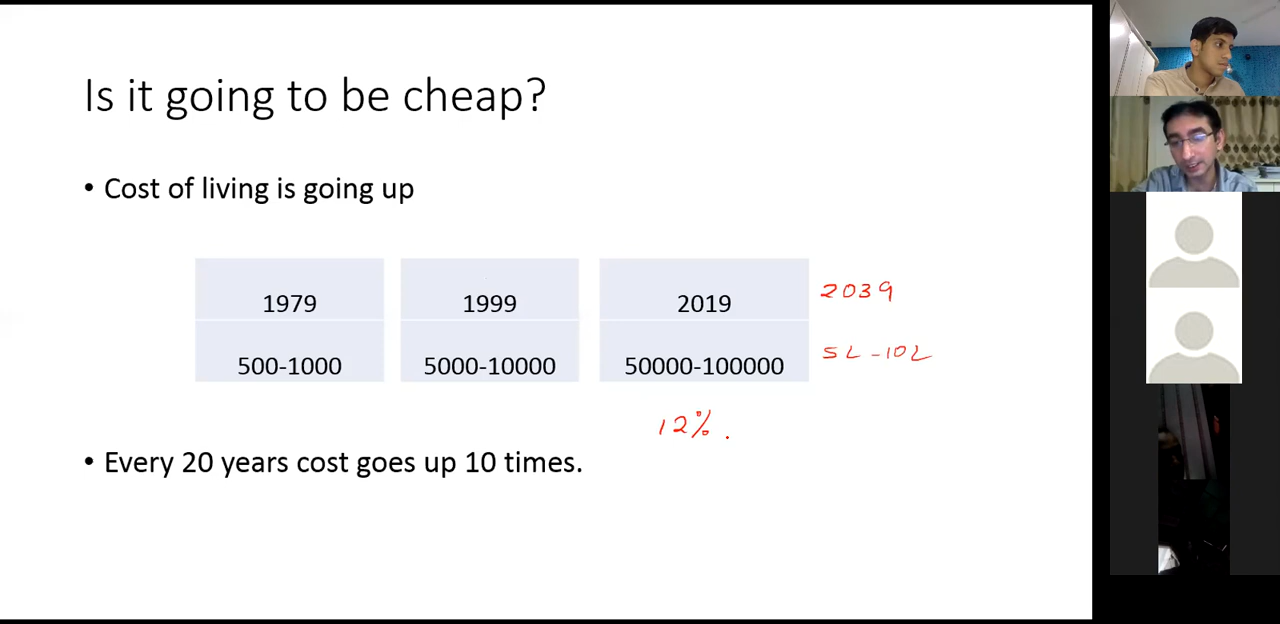 Is it going to be cheap?
• Cost of living is going up
1979 1999 2019 2039
500-1000 5000-10000 50000-100000 5L-10L
12%.
• Every 20 years cost goes up 10 times.